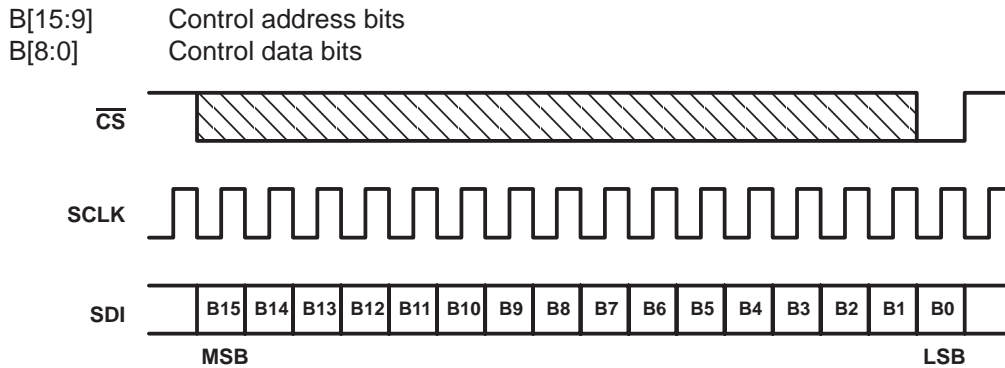 B[15:9] Control address bits
B[8:0] Control data bits
CS
SCLK
SDI B15 B14 B13 B12 B11 B10 B9 B8 B7 B6 B5 B4 B3 B2 B1 B0
MSB LSB